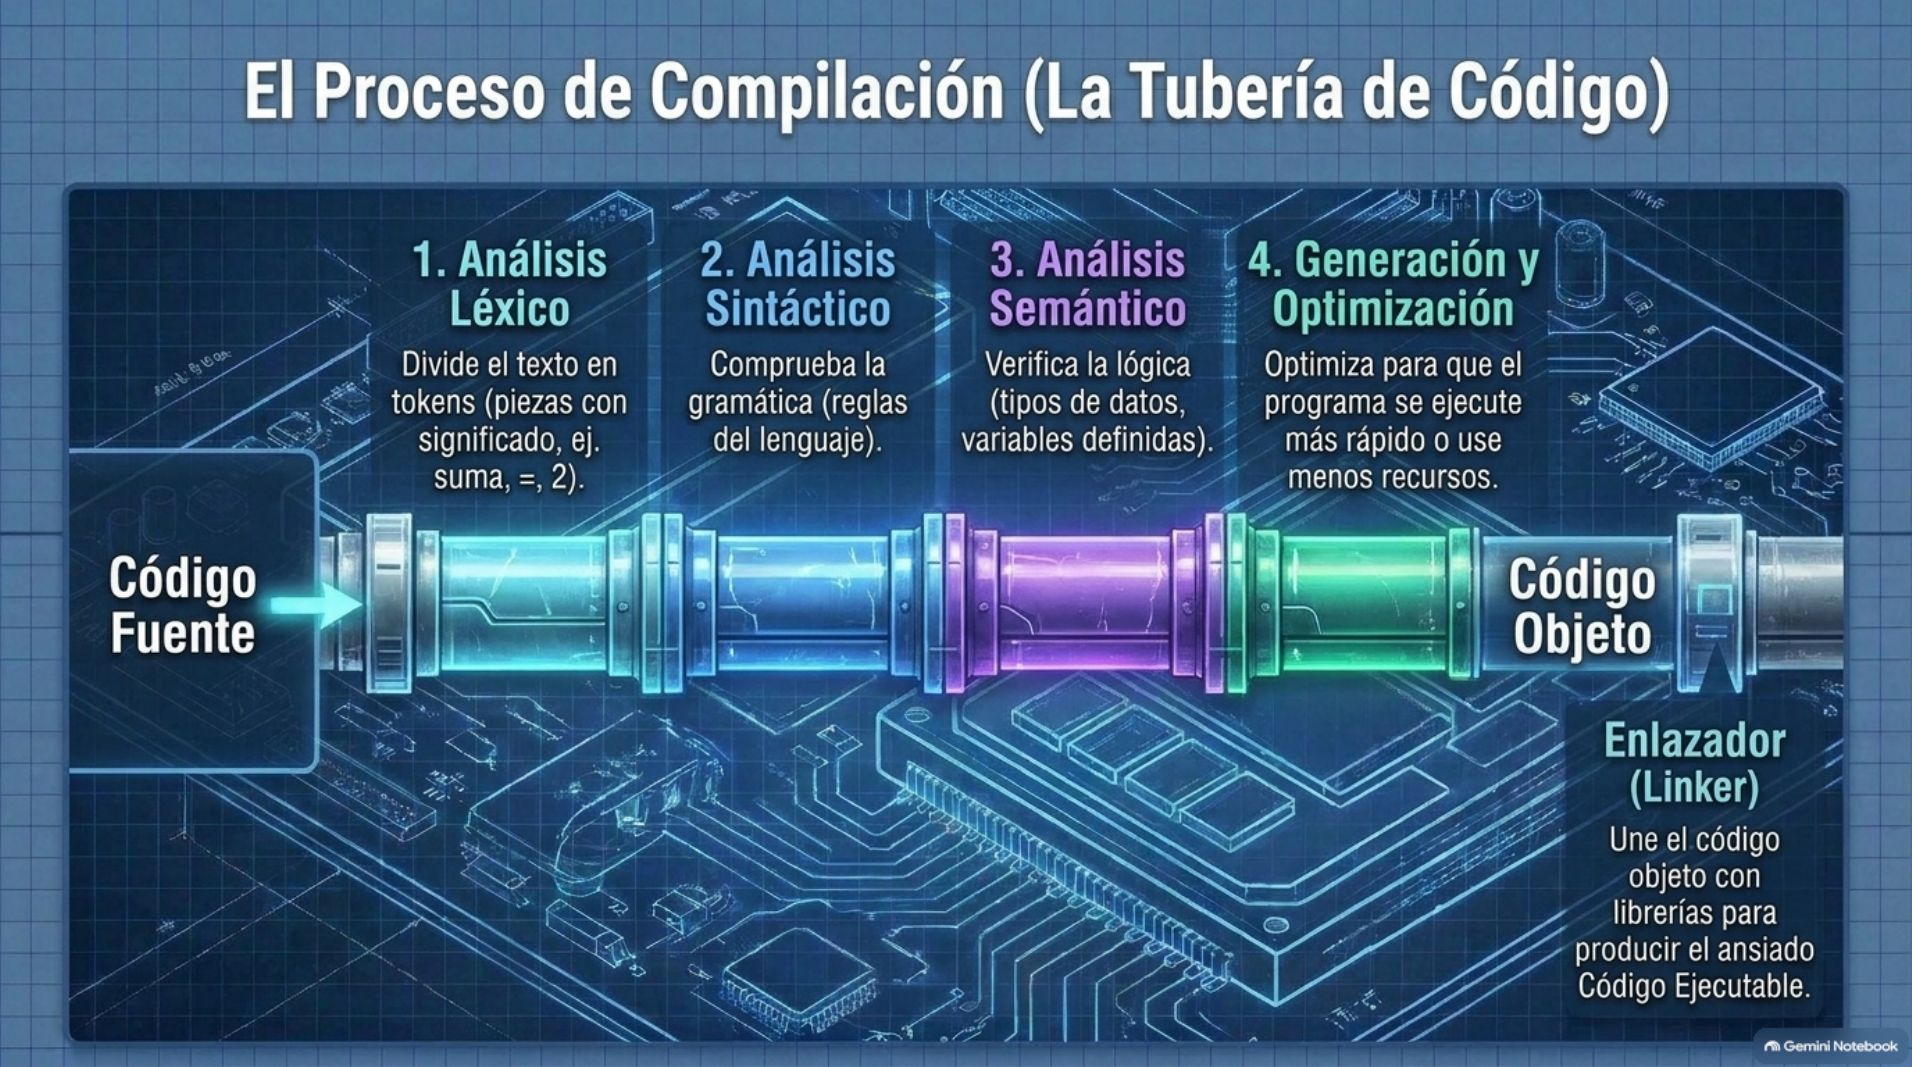 El Proceso de Compilación (La Tubería de Código)
1. Análisis
Léxico
Divide el texto en
tokens (piezas con
significado, ej.
suma, =, 2).
2. Análisis
Sintáctico
Comprueba la
gramática (reglas
del lenguaje).
3. Análisis
Semántico
Verifica la lógica
(tipos de datos,
variables definidas).
4. Generación y
Optimización
Optimiza para que el
programa se ejecute
más rápido o use
menos recursos.
Código
Fuente
Código
Objeto
Enlazador
(Linker)
Une el código
objeto con
librerías para
producir el ansiado
Código Ejecutable.
Gemini Notebook